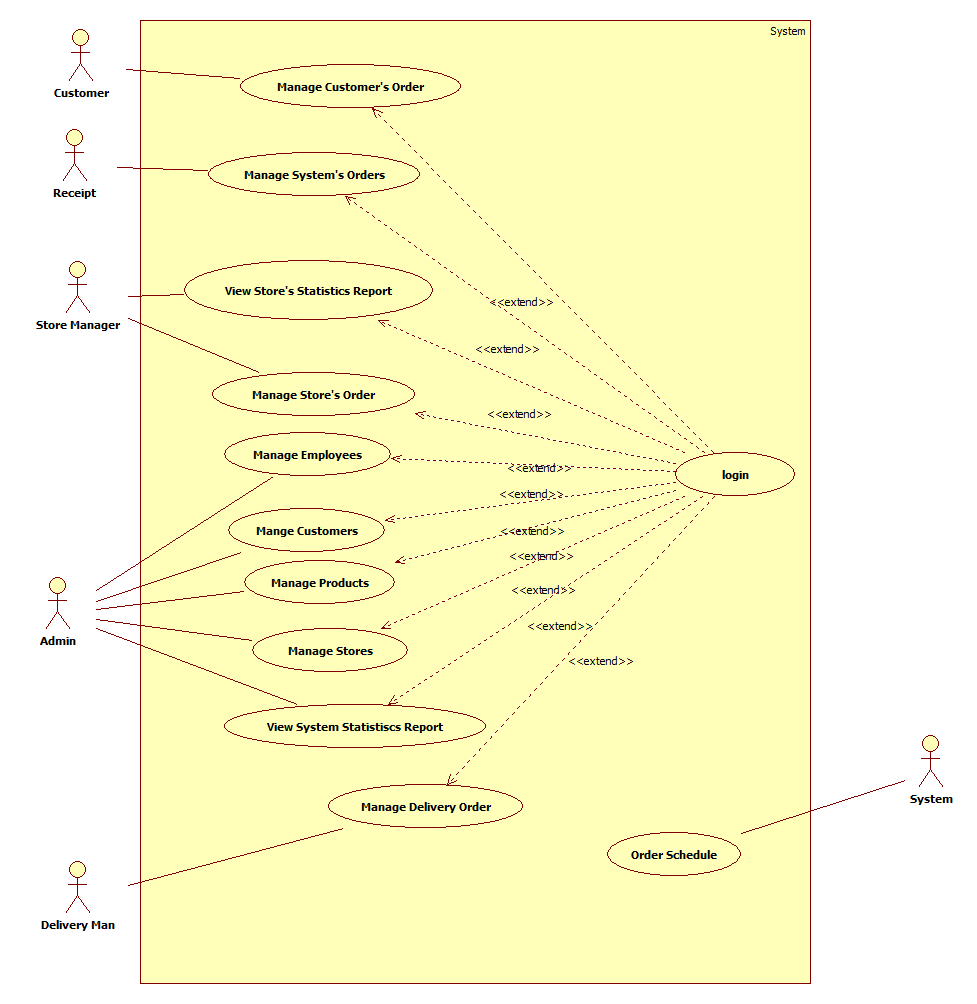 System
Customer
Manage Customer's Order
Receipt
Manage System's Orders
Store Manager
View Store's Statistics Report
<<extend>>
<<extend>>
Manage Store's Order
<<extend>>
Manage Employees
<<extend>>
login
<<extend>>
Mange Customers
<<extend>>
<<extend>>
Manage Products
<<extend>>
Admin
<<extend>>
Manage Stores
<<extend>>
View System Statistiscs Report
Manage Delivery Order
System
Order Schedule
Delivery Man